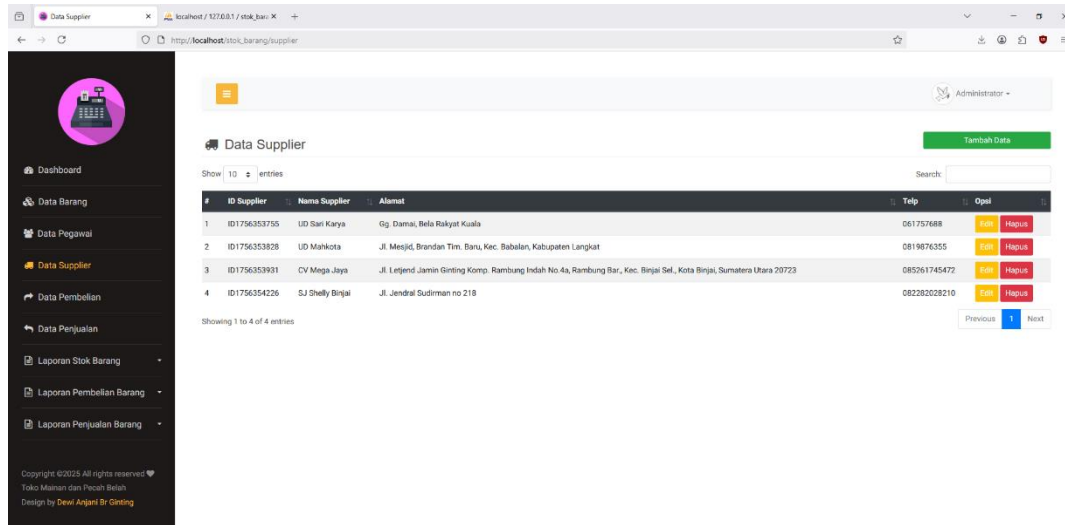 Data Supplier
localhost / 127.0.0.1 / stok_bara
http://localhost/stok_barang/supplier
Administrator
Data Supplier
Tambah Data
Show 10 entries
Search:
# ID Supplier Nama Supplier Alamat Telp Opsi
1 ID1756353755 UD Sari Karya Gg. Damai, Bela Rakyat Kuala 061757688 Edit Hapus
2 ID1756353828 UD Mahkota Jl. Mesjid, Brandan Tim. Baru, Kec. Babalan, Kabupaten Langkat 0819876355 Edit Hapus
3 ID1756353931 CV Mega Jaya Jl. Letjend Jamin Ginting Komp. Rambung Indah No.4a, Rambung Bar., Kec. Binjai Sel., Kota Binjai, Sumatera Utara 20723 085261745472 Edit Hapus
4 ID1756354226 SJ Shelly Binjai Jl. Jendral Sudirman no 218 082282028210 Edit Hapus
Showing 1 to 4 of 4 entries
Previous 1 Next
Dashboard
Data Barang
Data Pegawai
Data Supplier
Data Pembelian
Data Penjualan
Laporan Stok Barang
Laporan Pembelian Barang
Laporan Penjualan Barang
Copyright ©2025 All rights reserved
Toko Mainan dan Pecah Belah
Design by Dewi Anjani Br Ginting